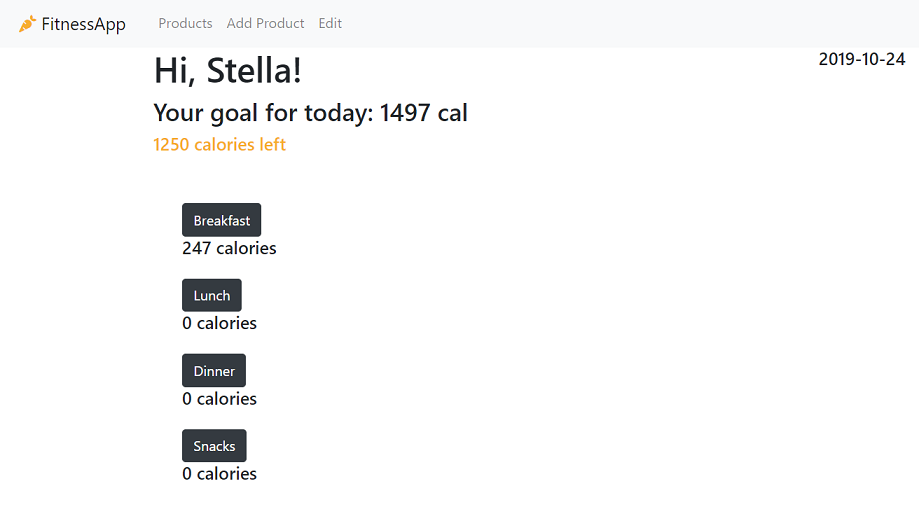 FitnessApp Products Add Product Edit
2019-10-24
Hi, Stella!
Your goal for today: 1497 cal
1250 calories left
Breakfast
247 calories
Lunch
0 calories
Dinner
0 calories
Snacks
0 calories